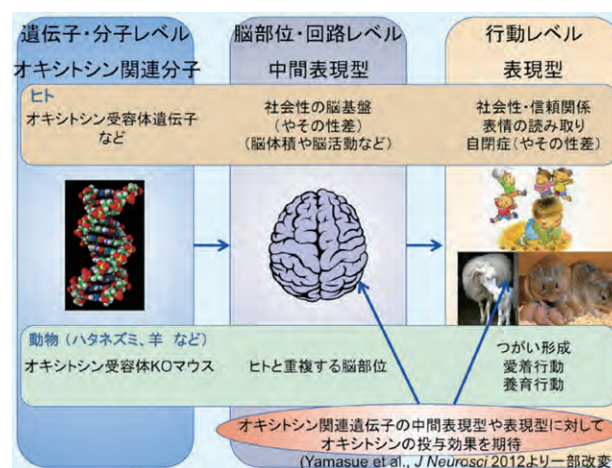 遺伝子・分子レベル
オキシトシン関連分子
脳部位・回路レベル
中間表現型
行動レベル
表現型
ヒト
オキシトシン受容体遺伝子
など
社会性の脳基盤
(やその性差)
(脳体積や脳活動など)
社会性・信頼関係
表情の読み取り
自閉症(やその性差)
動物(ハタネズミ、羊 など)
オキシトシン受容体KOマウス
ヒトと重複する脳部位
つがい形成
愛着行動
養育行動
オキシトシン関連遺伝子の中間表現型や表現型に対して
オキシトシンの投与効果を期待
(Yamasue et al., J Neurosci 2012より一部改変)